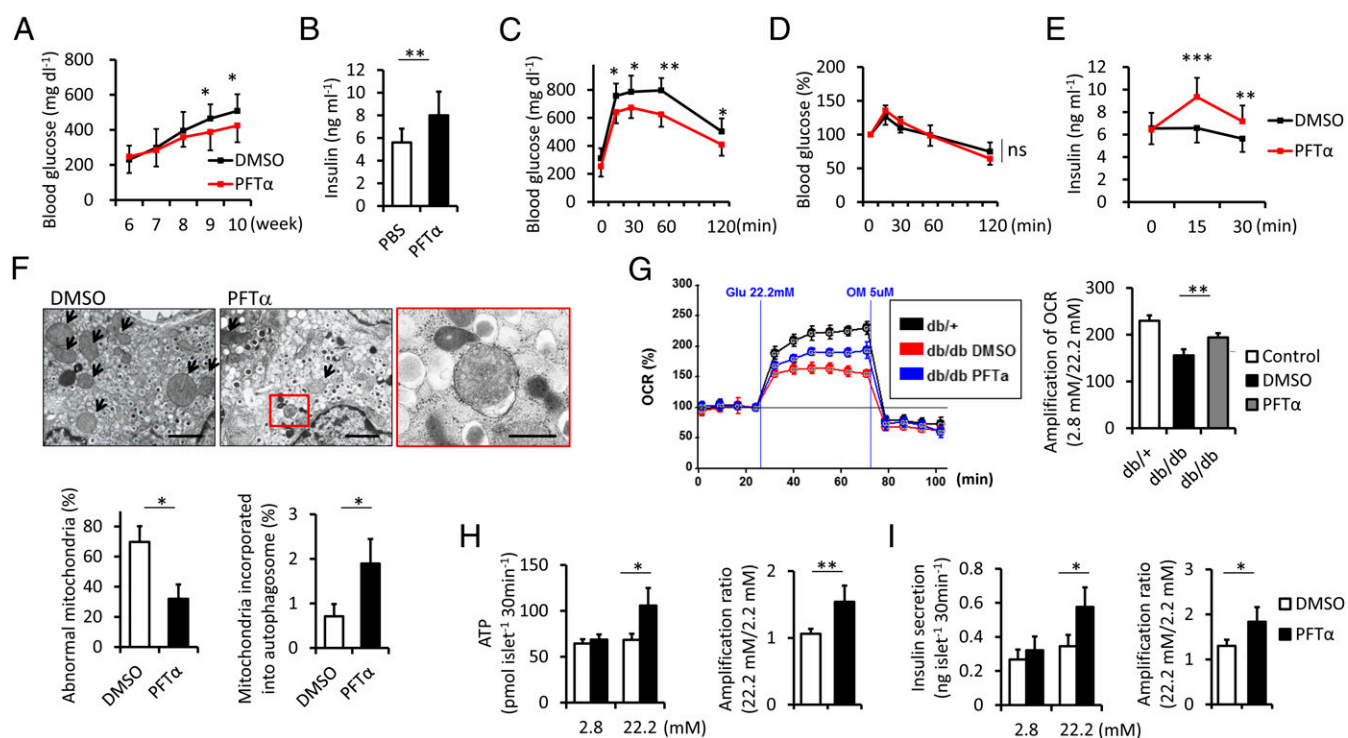 A
Blood glucose (mg dl⁻¹)
800
600
400
200
0
* *
DMSO
PFTα
6 7 8 9 10 (week)
B
Insulin (ng ml⁻¹)
12
10
8
6
4
2
0
**
PBS
PFTα
C
Blood glucose (mg dl⁻¹)
1000
800
600
400
200
0
* * ** *
0 30 60 120 (min)
D
Blood glucose (%)
200
150
100
50
0
ns
0 30 60 120 (min)
E
Insulin (ng ml⁻¹)
12
10
8
6
4
2
0
*** **
DMSO
PFTα
0 15 30 (min)
F
DMSO PFTα
Abnormal mitochondria (%)
80
60
40
20
0
*
DMSO
PFTα
Mitochondria incorporated
into autophagosome (%)
3
2
1
0
*
DMSO
PFTα
G
Glu 22.2mM OM 5uM
OCR (%)
300
250
200
150
100
50
0
db/+
db/db DMSO
db/db PFTa
0 20 40 60 80 100 (min)
Amplification of OCR
(2.8 mM/22.2 mM)
300
200
100
0
**
db/+
db/db
db/db
Control
DMSO
PFTα
H
ATP
(pmol islet⁻¹ 30min⁻¹)
150
100
50
0
*
2.8 22.2 (mM)
Amplification ratio
(22.2 mM/2.2 mM)
2
1
0
**
I
Insulin secretion
(ng islet⁻¹ 30min⁻¹)
0.8
0.6
0.4
0.2
0
*
2.8 22.2 (mM)
Amplification ratio
(22.2 mM/2.2 mM)
3
2
1
0
*
DMSO
PFTα